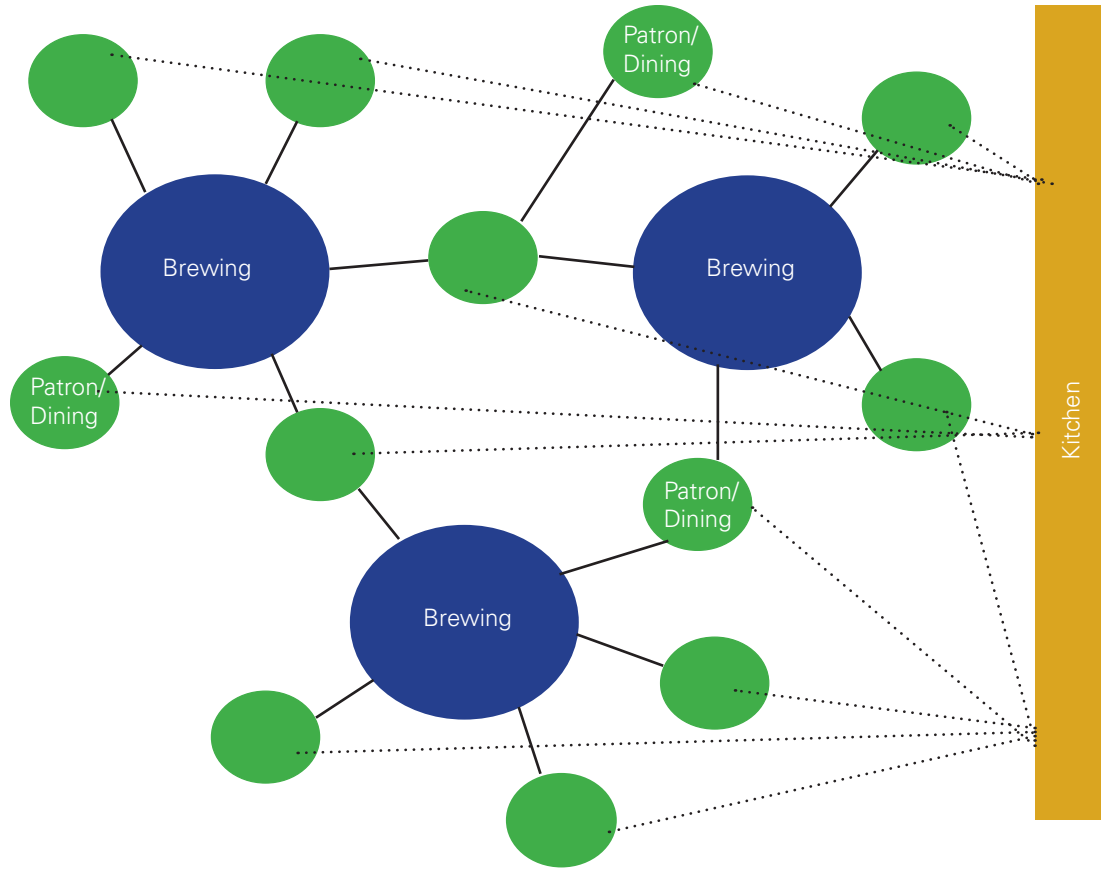 Patron/
Dining
Brewing
Brewing
Patron/
Dining
Kitchen
Patron/
Dining
Brewing